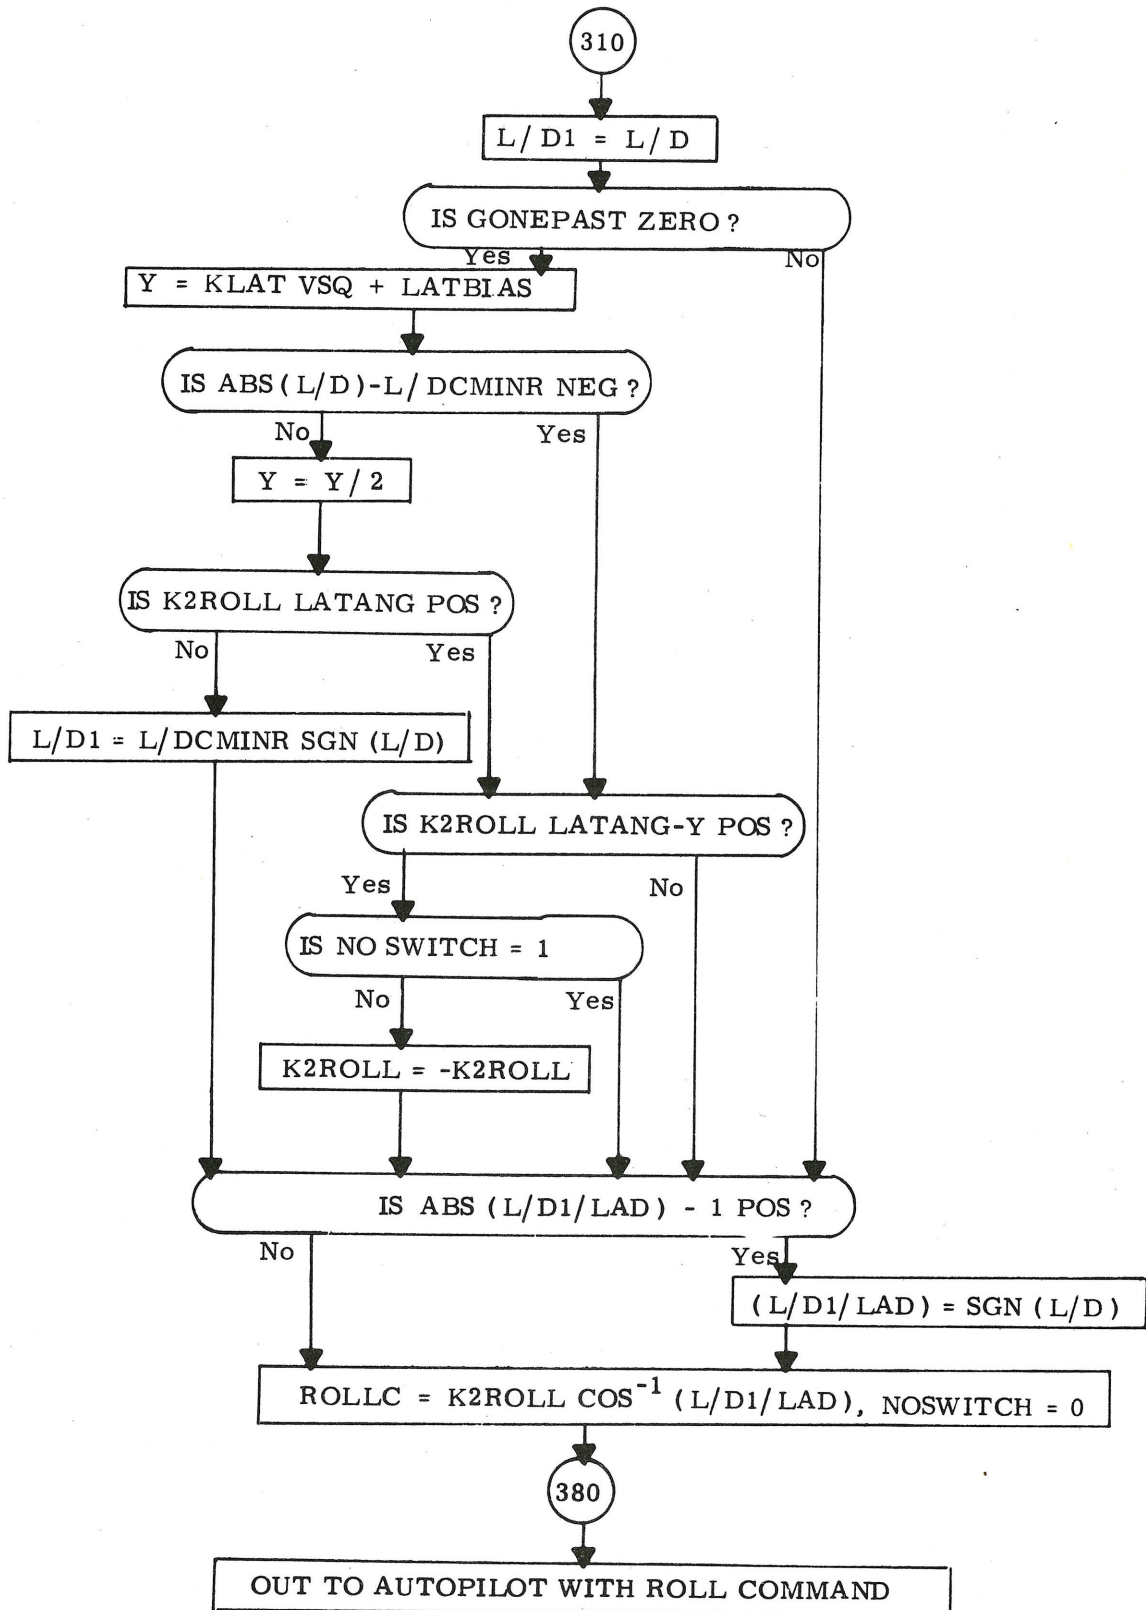 310
L/D1 = L/D
IS GONEPAST ZERO ?
Yes
No
Y = KLAT VSQ + LATBIAS
IS ABS(L/D)-L/DCMINR NEG ?
No
Yes
Y = Y/2
IS K2ROLL LATANG POS ?
No
Yes
L/D1 = L/DCMINR SGN (L/D)
IS K2ROLL LATANG-Y POS ?
Yes
No
IS NO SWITCH = 1
No
Yes
K2ROLL = -K2ROLL
IS ABS (L/D1/LAD) - 1 POS ?
No
Yes
(L/D1/LAD) = SGN (L/D)
ROLLC = K2ROLL COS⁻¹ (L/D1/LAD), NOSWITCH = 0
380
OUT TO AUTOPILOT WITH ROLL COMMAND